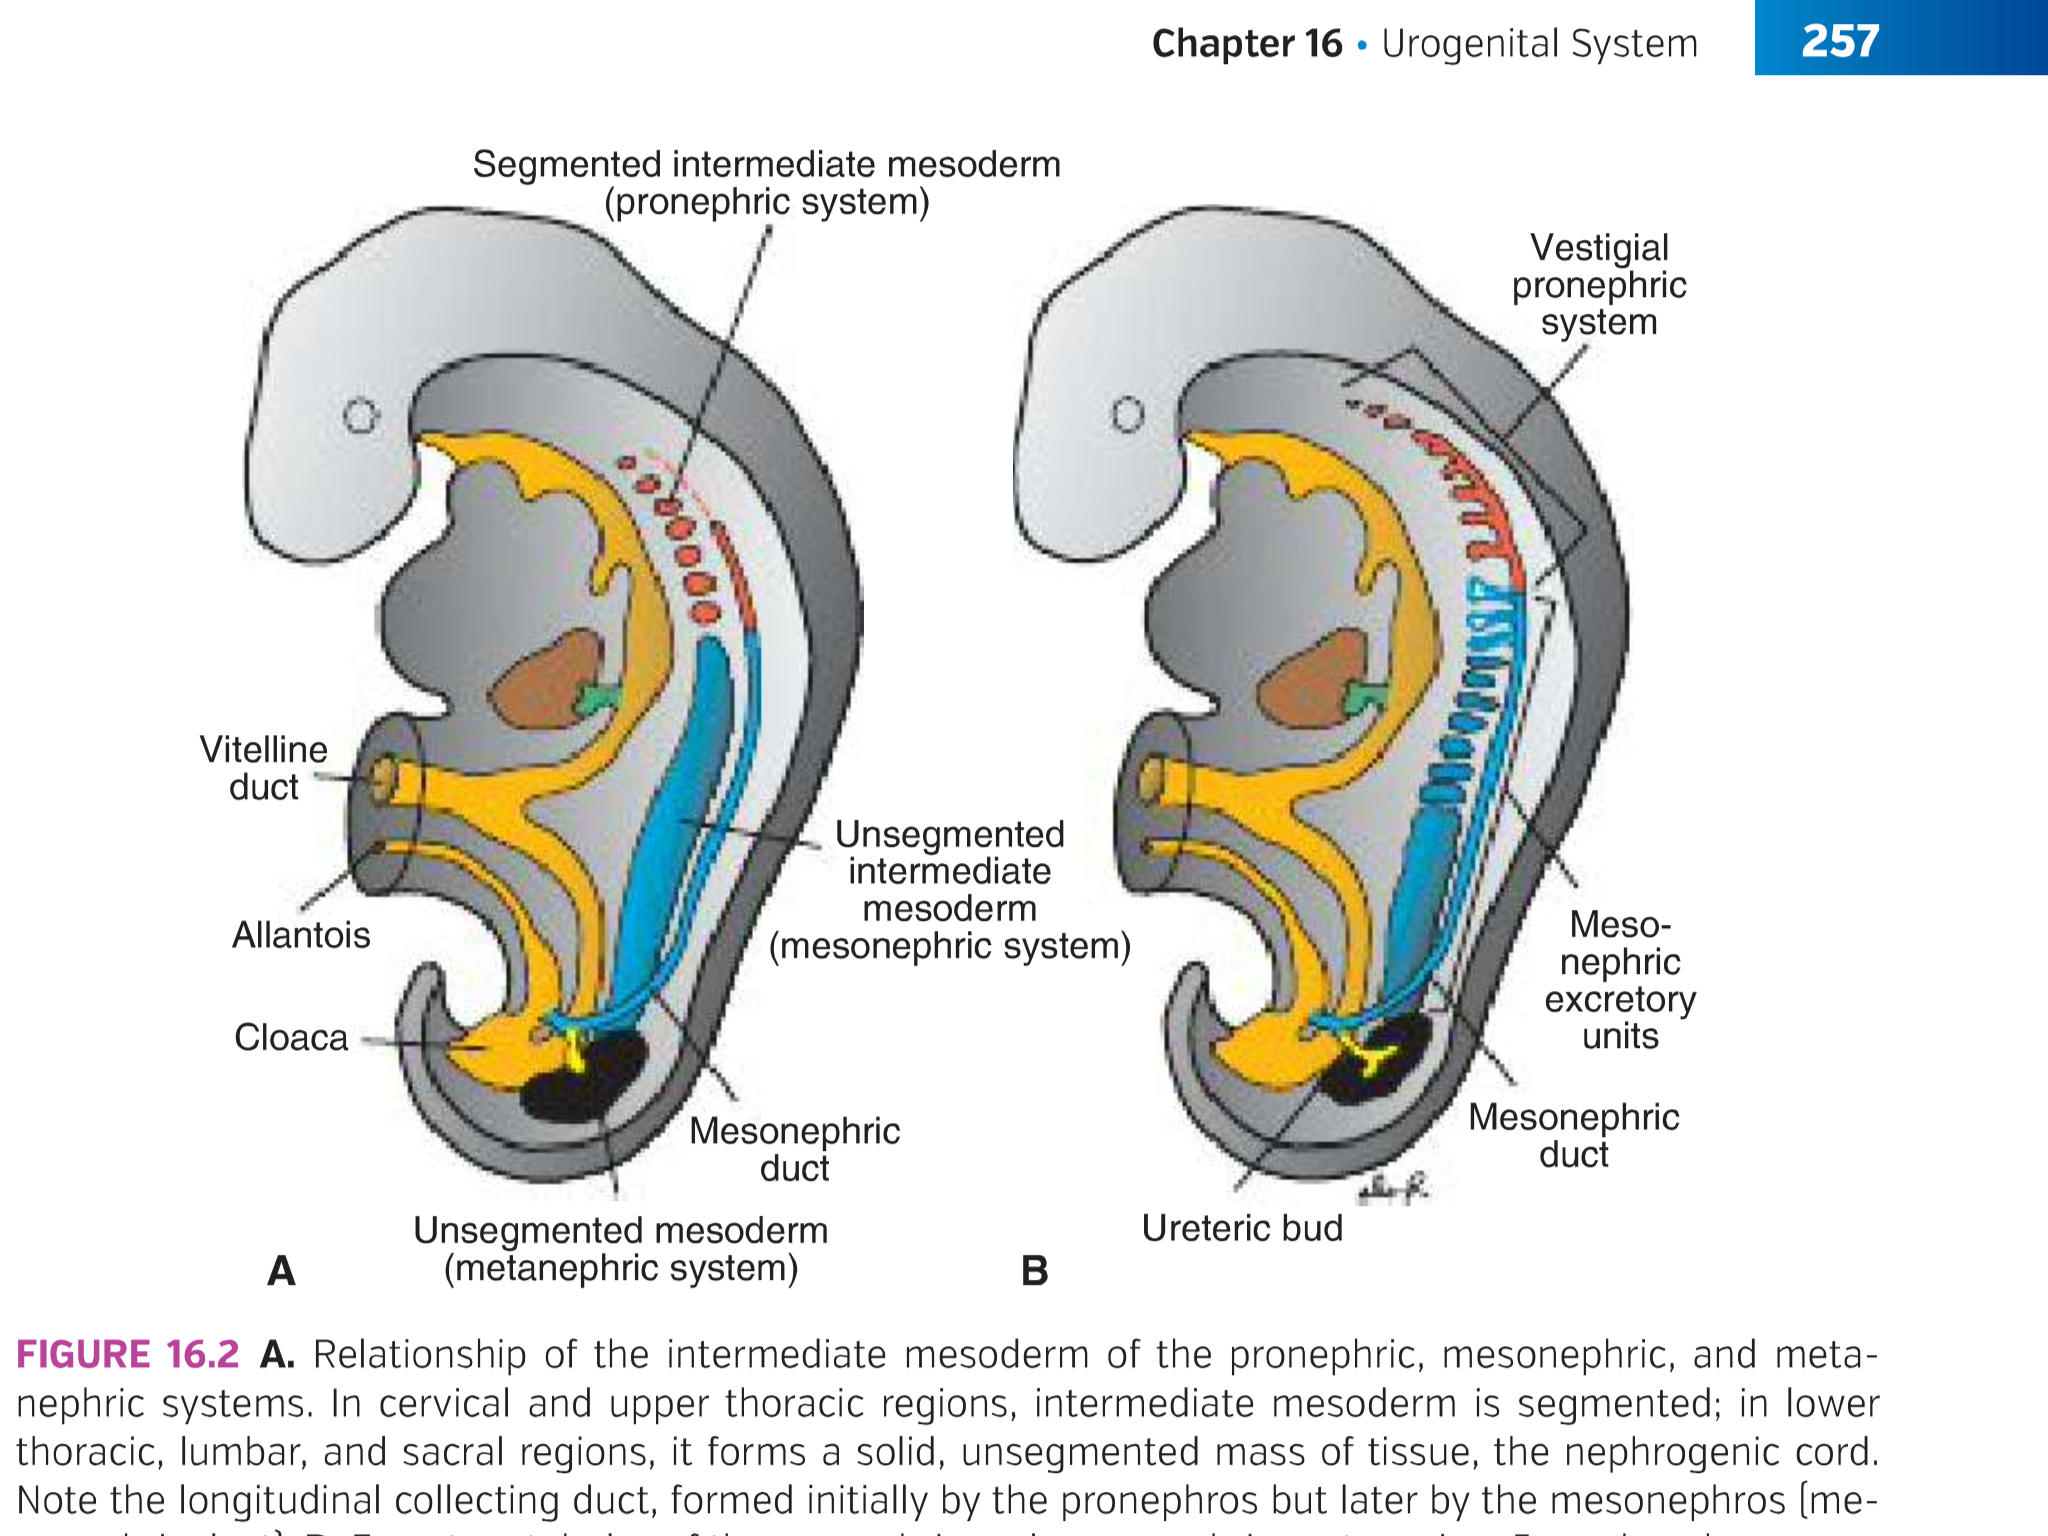 Chapter 16 • Urogenital System 257
Segmented intermediate mesoderm
(pronephric system)
Vitelline
duct
Allantois
Cloaca
Unsegmented
intermediate
mesoderm
(mesonephric system)
Mesonephric
duct
Unsegmented mesoderm
(metanephric system)
A
Vestigial
pronephric
system
Meso-
nephric
excretory
units
Mesonephric
duct
Ureteric bud
B
FIGURE 16.2 A. Relationship of the intermediate mesoderm of the pronephric, mesonephric, and meta-
nephric systems. In cervical and upper thoracic regions, intermediate mesoderm is segmented; in lower
thoracic, lumbar, and sacral regions, it forms a solid, unsegmented mass of tissue, the nephrogenic cord.
Note the longitudinal collecting duct, formed initially by the pronephros but later by the mesonephros (me-